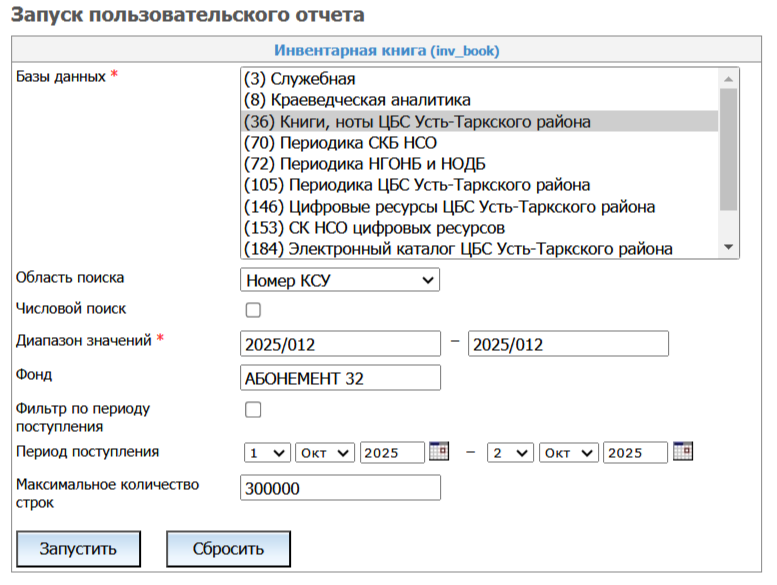 Запуск пользовательского отчета
Инвентарная книга (inv_book)
Базы данных *
(3) Служебная
(8) Краеведческая аналитика
(36) Книги, ноты ЦБС Усть-Таркского района
(70) Периодика СКБ НСО
(72) Периодика НГОНБ и НОДБ
(105) Периодика ЦБС Усть-Таркского района
(146) Цифровые ресурсы ЦБС Усть-Таркского района
(153) СК НСО цифровых ресурсов
(184) Электронный каталог ЦБС Усть-Таркского района
Область поиска Номер КСУ
Числовой поиск
Диапазон значений * 2025/012 – 2025/012
Фонд АБОНЕМЕНТ 32
Фильтр по периоду
поступления
Период поступления 1 Окт 2025 – 2 Окт 2025
Максимальное количество
строк 300000
Запустить Сбросить